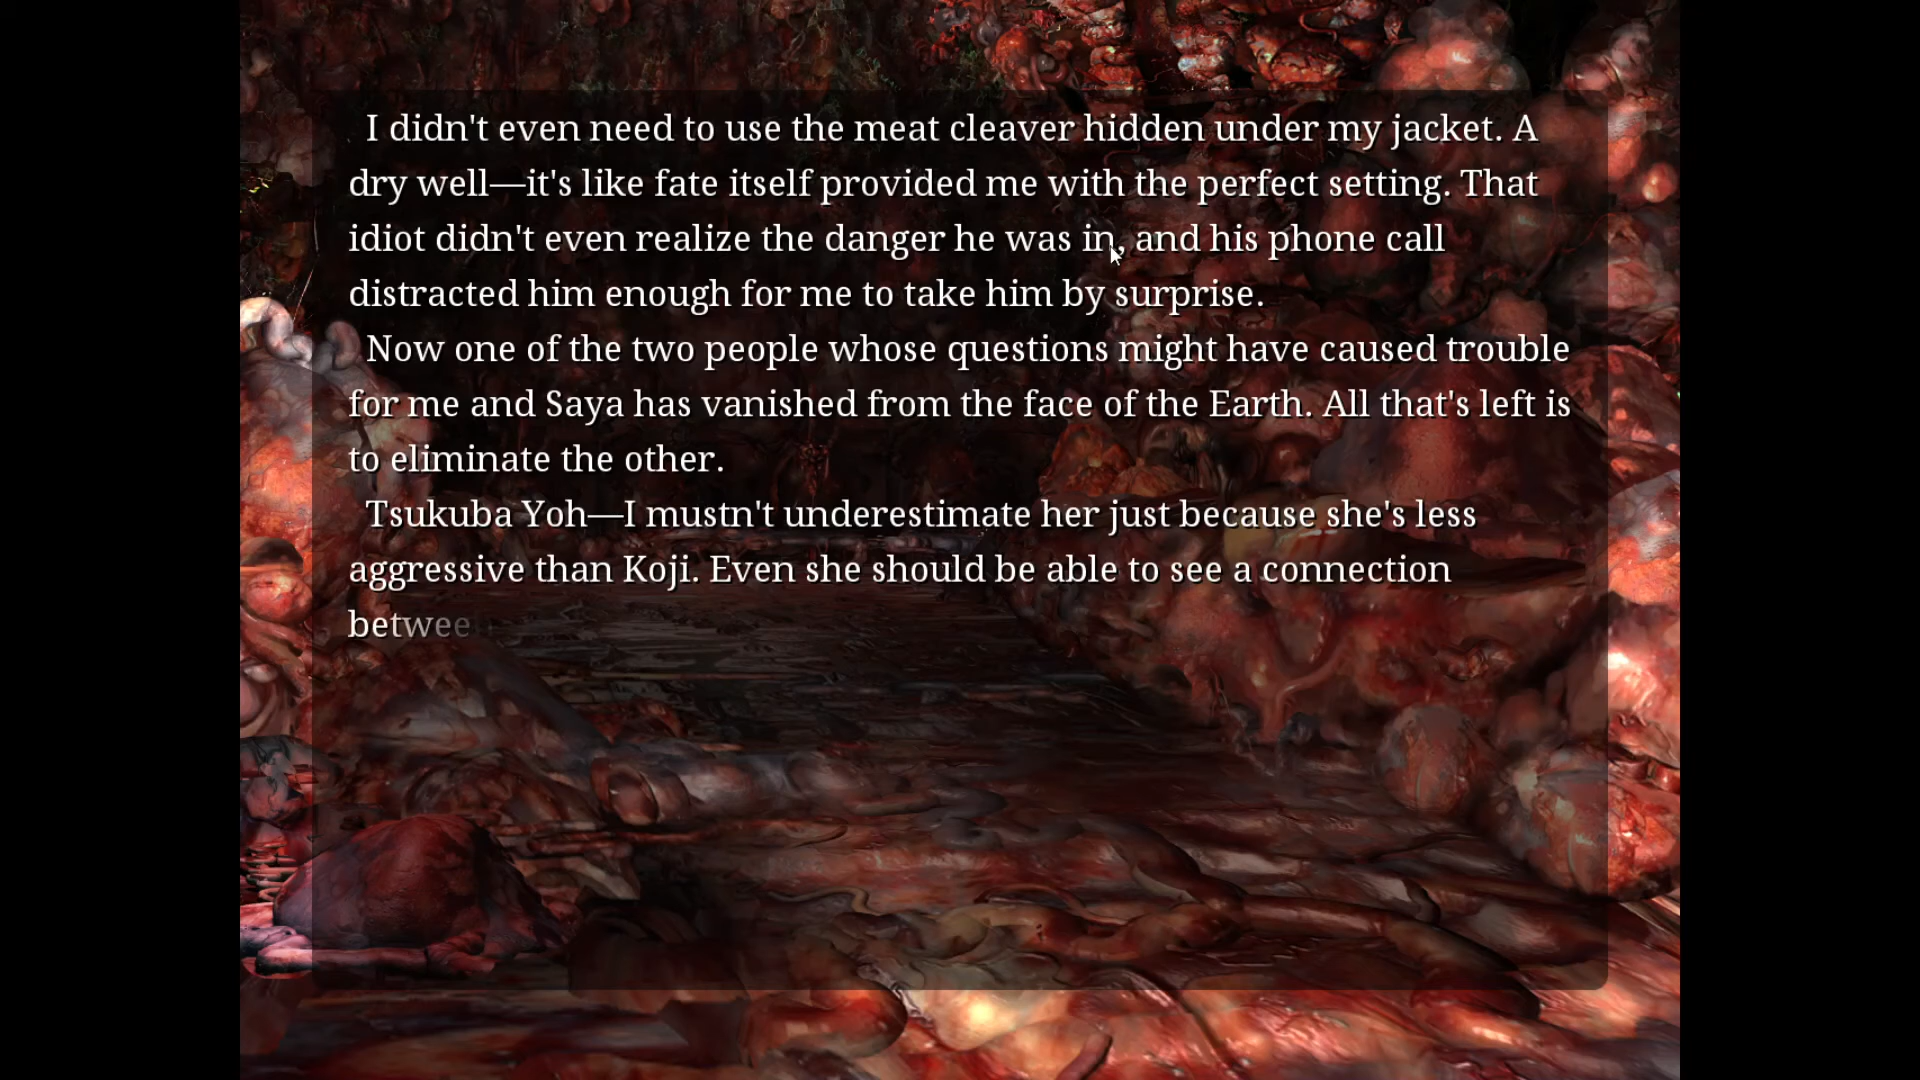 I didn't even need to use the meat cleaver hidden under my jacket. A
dry well—it's like fate itself provided me with the perfect setting. That
idiot didn't even realize the danger he was in, and his phone call
distracted him enough for me to take him by surprise.
Now one of the two people whose questions might have caused trouble
for me and Saya has vanished from the face of the Earth. All that's left is
to eliminate the other.
Tsukuba Yoh—I mustn't underestimate her just because she's less
aggressive than Koji. Even she should be able to see a connection
betwee